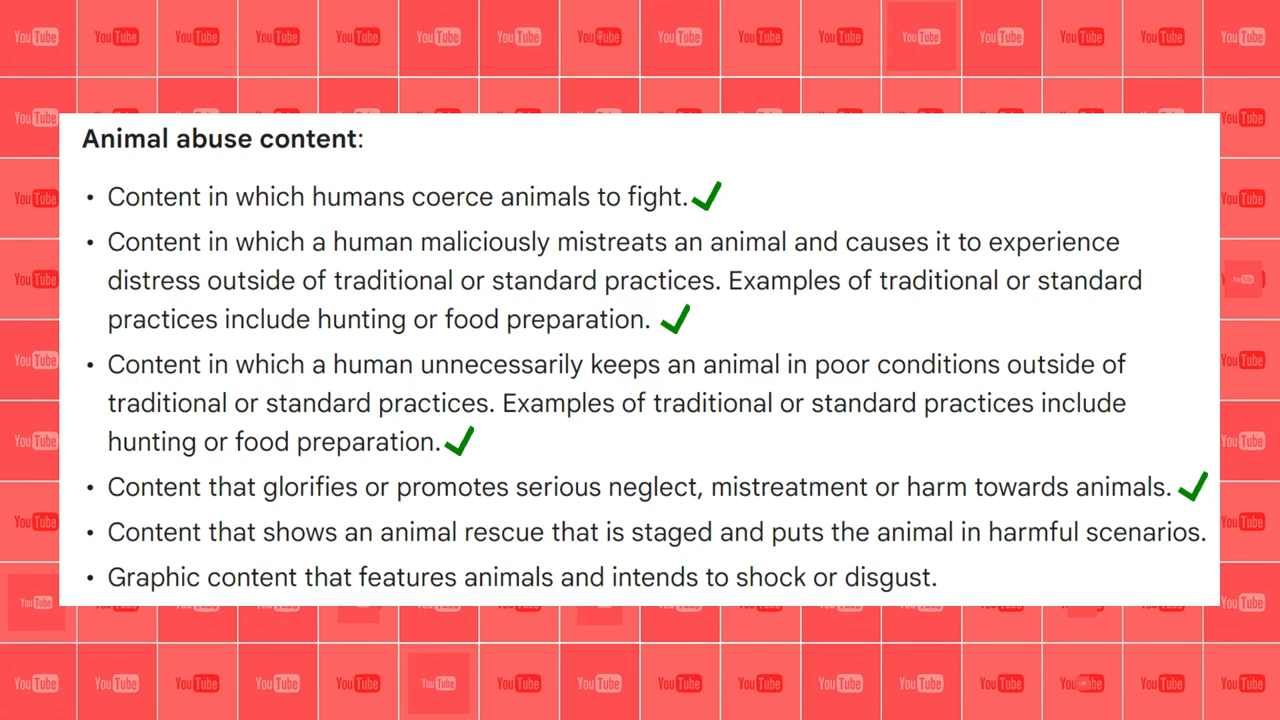 Animal abuse content:
• Content in which humans coerce animals to fight.
• Content in which a human maliciously mistreats an animal and causes it to experience
distress outside of traditional or standard practices. Examples of traditional or standard
practices include hunting or food preparation.
• Content in which a human unnecessarily keeps an animal in poor conditions outside of
traditional or standard practices. Examples of traditional or standard practices include
hunting or food preparation.
• Content that glorifies or promotes serious neglect, mistreatment or harm towards animals.
• Content that shows an animal rescue that is staged and puts the animal in harmful scenarios.
• Graphic content that features animals and intends to shock or disgust.